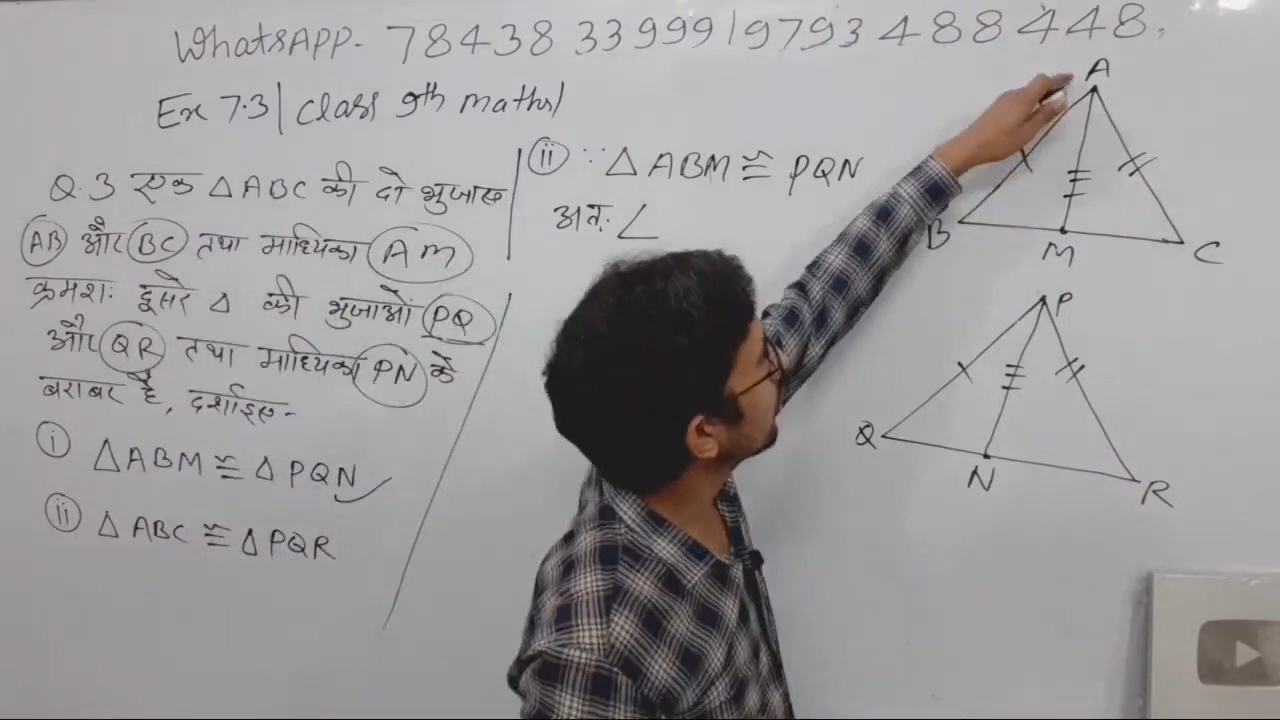 WhatsAPP- 78438 33999 | 9793 488448,
Ex 7.3 | Class 9th maths |
Q.3 एक △ABC की दो भुजाए
AB और BC तथा माध्यिका AM
क्रमशः दूसरे △ की भुजाओं PQ
और QR तथा माध्यिका PN के
बराबर है, दर्शाइए-
i △ABM ≅ △PQN
ii △ABC ≅ △PQR
ii ∵ △ABM ≅ PQN
अतः ∠
A
B
M
C
P
Q
N
R